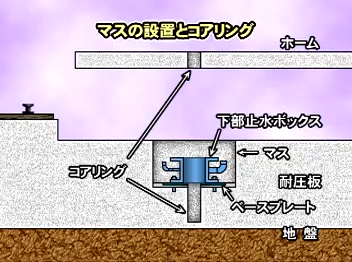 マスの設置とコアリング
ホーム
下部止水ボックス
マス
コアリング
耐圧板
ベースプレート
地盤